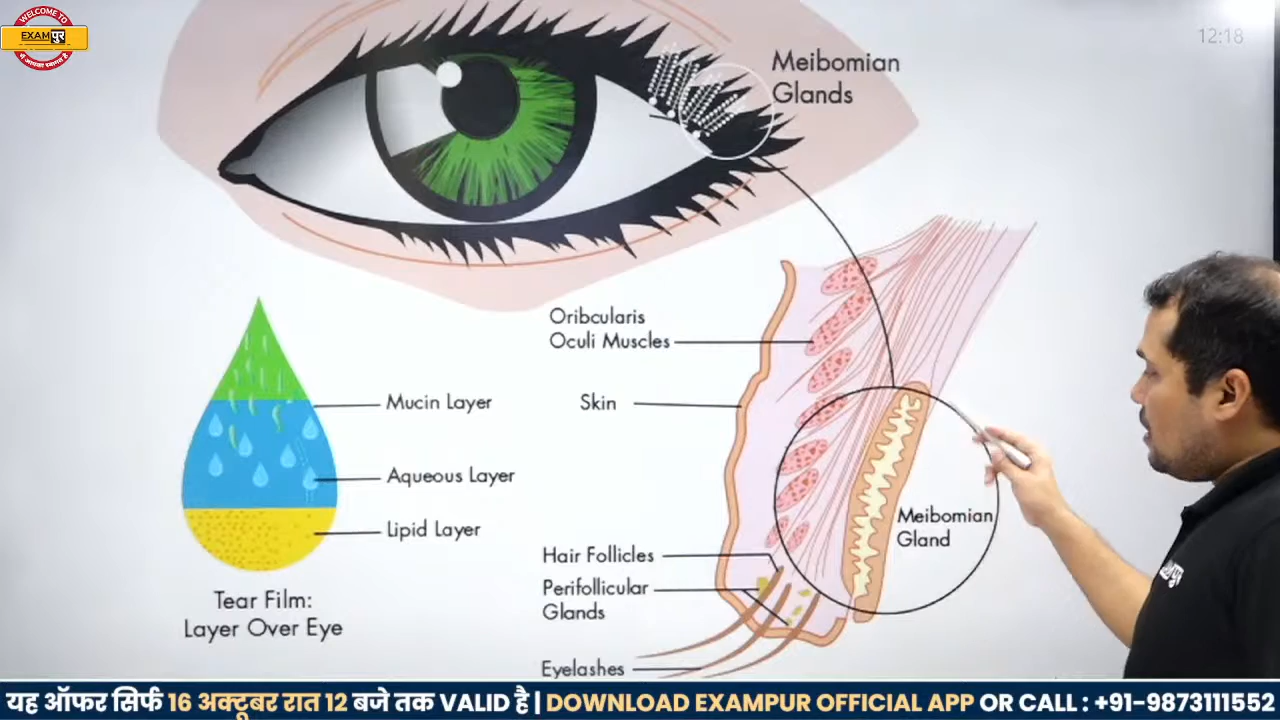 WELCOME TO
EXAMपुर
12:18
Meibomian
Glands
Oribcularis
Oculi Muscles
Skin
Mucin Layer
Aqueous Layer
Lipid Layer
Meibomian
Gland
Hair Follicles
Perifollicular
Glands
Tear Film:
Layer Over Eye
Eyelashes
यह ऑफर सिर्फ 16 अक्टूबर रात 12 बजे तक VALID है | DOWNLOAD EXAMPUR OFFICIAL APP OR CALL : +91-9873111552